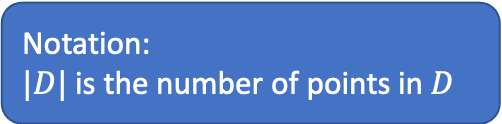 Notation:
|D| is the number of points in D